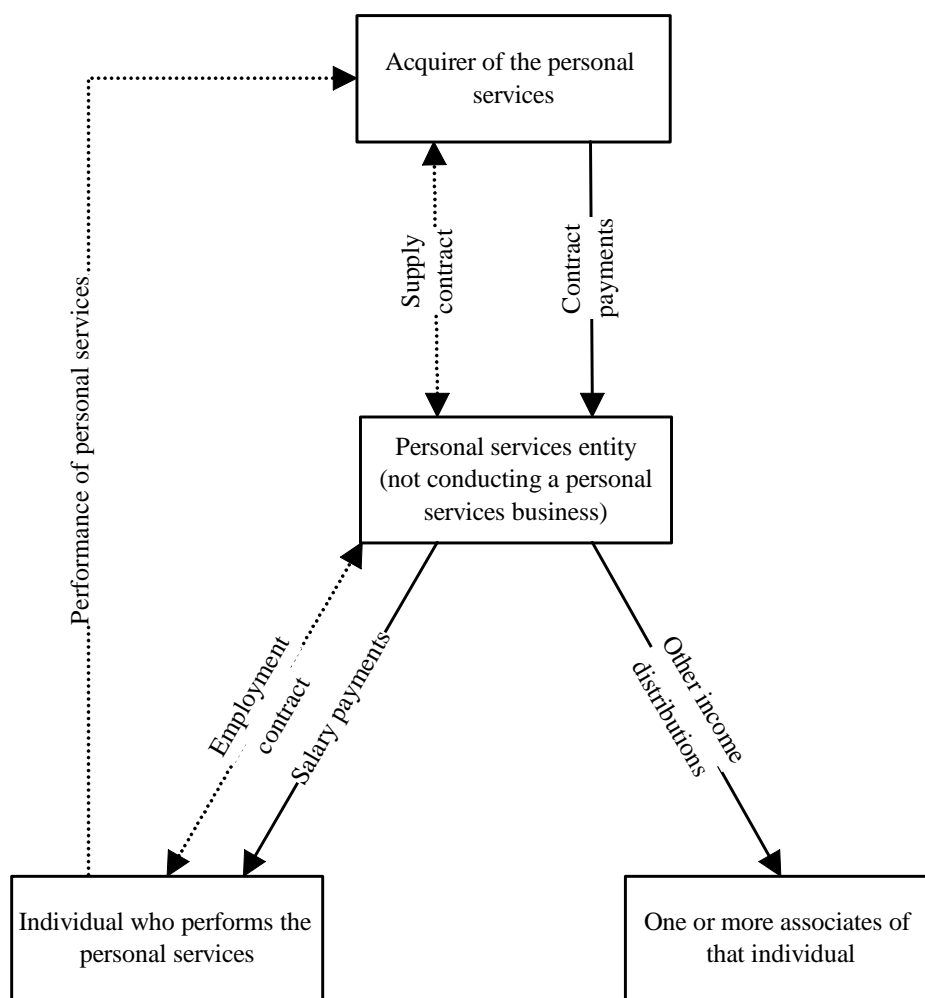 Acquirer of the personal
services
Performance of personal services
Supply
contract
Contract
payments
Personal services entity
(not conducting a personal
services business)
Employment
contract
Salary payments
Other income
distributions
Individual who performs the
personal services
One or more associates of
that individual